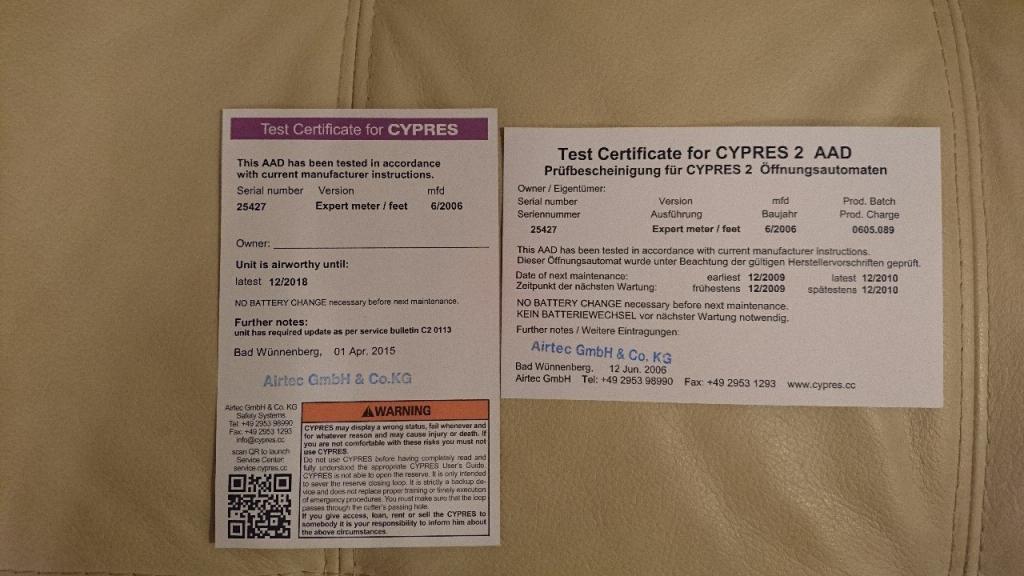 Test Certificate for CYPRES
This AAD has been tested in accordance
with current manufacturer instructions.
Serial number Version mfd
25427 Expert meter / feet 6/2006
Owner:
Unit is airworthy until:
latest 12/2018
NO BATTERY CHANGE necessary before next maintenance.
Further notes:
unit has required update as per service bulletin C2 0113
Bad Wünnenberg, 01 Apr. 2015
Airtec GmbH & Co.KG
Airtec GmbH & Co. KG
Safety Systems
Tel: +49 2953 98990
Fax: +49 2953 1293
info@cypres.cc
scan QR to launch
Service Center:
service.cypres.cc
WARNING
CYPRES may display a wrong status, fail whenever and
for whatever reason and may cause injury or death. If
you are not comfortable with these risks you must not
use CYPRES.
Do not use CYPRES before having completely read and
fully understood the appropriate CYPRES User's Guide.
CYPRES is not able to open the reserve. It is only intended
to sever the reserve closing loop. It is strictly a backup de-
vice and does not replace proper training or timely execution
of emergency procedures. You must make sure that the loop
passes through the cutter's passing hole.
If you give access, loan, rent or sell the CYPRES to
somebody it is your responsibility to inform him about
the above circumstances.
Test Certificate for CYPRES 2 AAD
Prüfbescheinigung für CYPRES 2 Öffnungsautomaten
Owner / Eigentümer:
Serial number Version mfd Prod. Batch
Seriennummer Ausführung Baujahr Prod. Charge
25427 Expert meter / feet 6/2006 0605.089
This AAD has been tested in accordance with current manufacturer instructions.
Dieser Öffnungsautomat wurde unter Beachtung der gültigen Herstellervorschriften geprüft.
Date of next maintenance: earliest 12/2009 latest 12/2010
Zeitpunkt der nächsten Wartung: frühestens 12/2009 spätestens 12/2010
NO BATTERY CHANGE necessary before next maintenance.
KEIN BATTERIEWECHSEL vor nächster Wartung notwendig.
Further notes / Weitere Eintragungen:
Airtec GmbH & Co. KG
Bad Wünnenberg, 12 Jun. 2006
Airtec GmbH Tel: +49 2953 98990 Fax: +49 2953 1293 www.cypres.cc